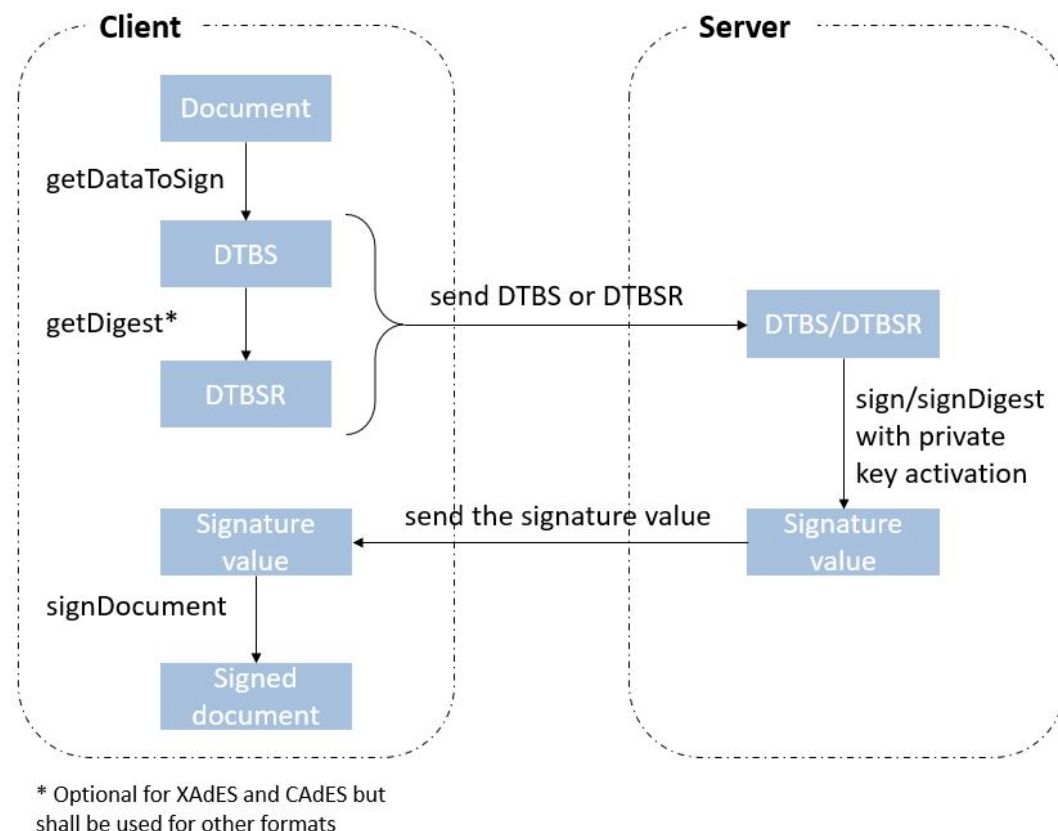 Client
Server
Document
getDataToSign
DTBS
getDigest*
DTBSR
send DTBS or DTBSR
DTBS/DTBSR
sign/signDigest
with private
key activation
Signature
value
send the signature value
Signature
value
signDocument
Signed
document
* Optional for XAdES and CAdES but
shall be used for other formats